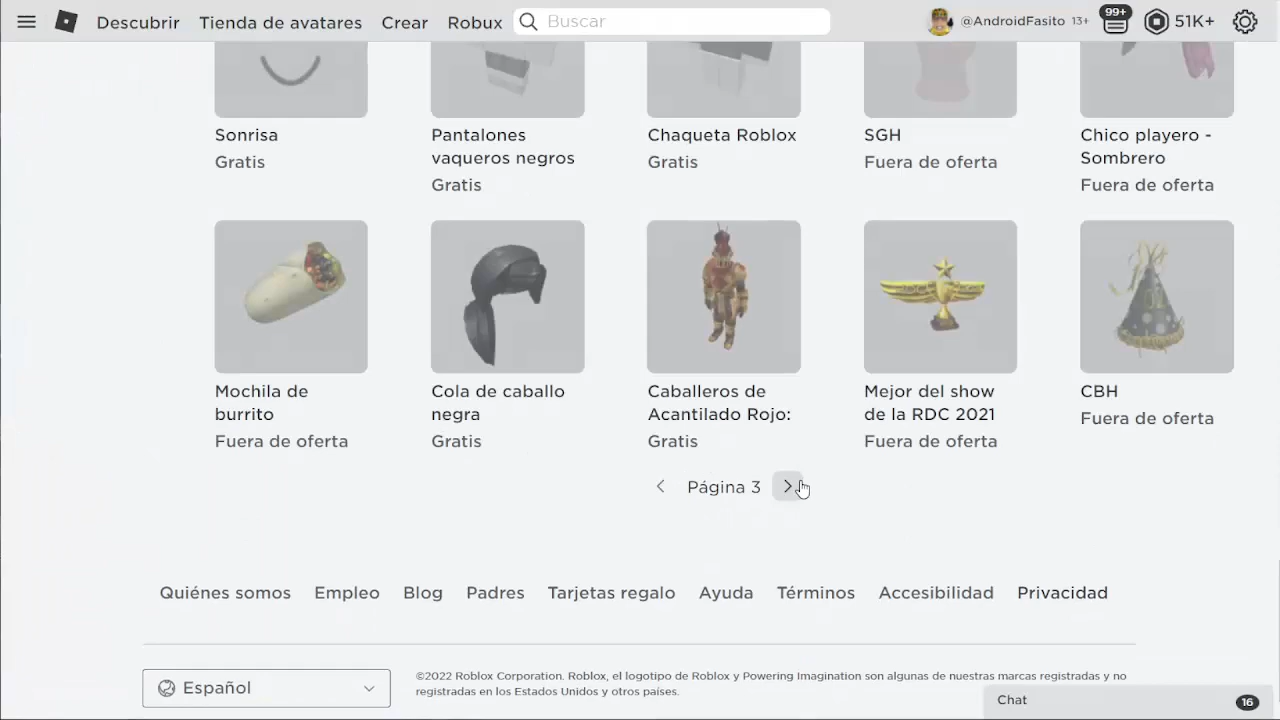 Descubrir Tienda de avatares Crear Robux Buscar @AndroidFasito 13+ 99+ 51K+
Sonrisa
Gratis
Pantalones
vaqueros negros
Gratis
Chaqueta Roblox
Gratis
SGH
Fuera de oferta
Chico playero -
Sombrero
Fuera de oferta
Mochila de
burrito
Fuera de oferta
Cola de caballo
negra
Gratis
Caballeros de
Acantilado Rojo:
Gratis
Mejor del show
de la RDC 2021
Fuera de oferta
CBH
Fuera de oferta
Página 3
Quiénes somos Empleo Blog Padres Tarjetas regalo Ayuda Términos Accesibilidad Privacidad
Español
©2022 Roblox Corporation. Roblox, el logotipo de Roblox y Powering Imagination son algunas de nuestras marcas registradas y no
registradas en los Estados Unidos y otros países.
Chat 16